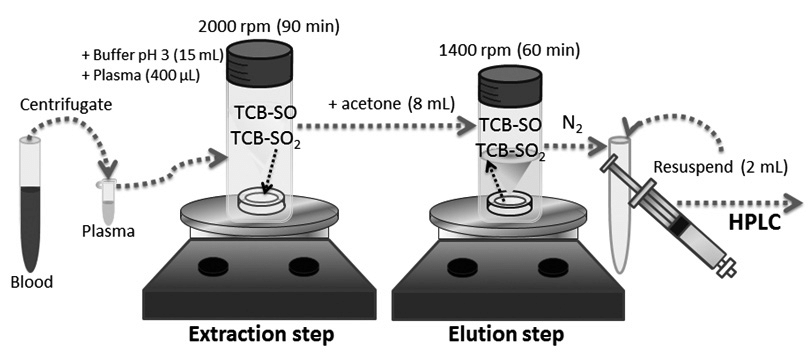 2000 rpm (90 min)
+ Buffer pH 3 (15 mL)
+ Plasma (400 µL)
1400 rpm (60 min)
Centrifugate
TCB-SO
TCB-SO₂
+ acetone (8 mL)
TCB-SO
TCB-SO₂
N₂
Resuspend (2 mL)
HPLC
Plasma
Blood
Extraction step
Elution step